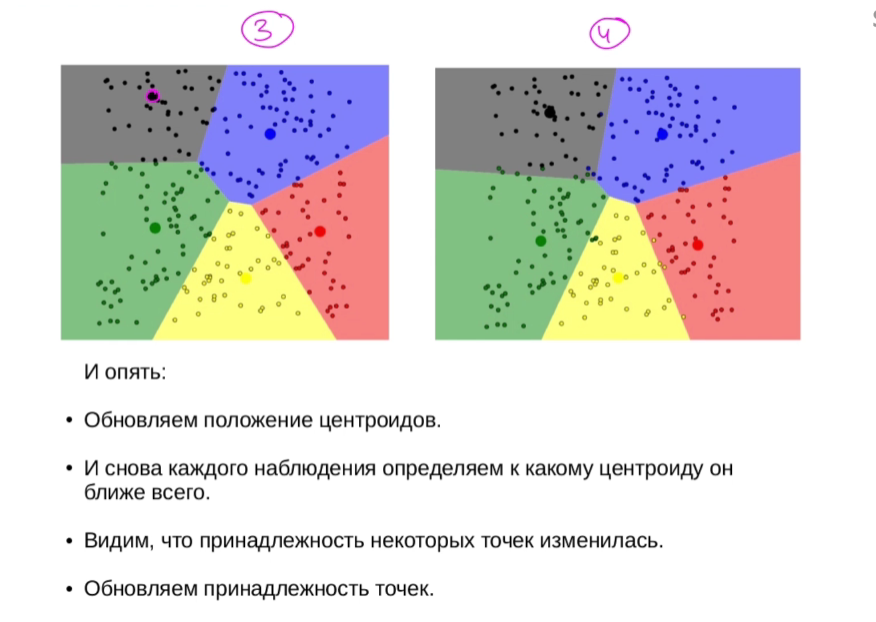 3
4
И опять:
• Обновляем положение центроидов.
• И снова каждого наблюдения определяем к какому центроиду он
ближе всего.
• Видим, что принадлежность некоторых точек изменилась.
• Обновляем принадлежность точек.